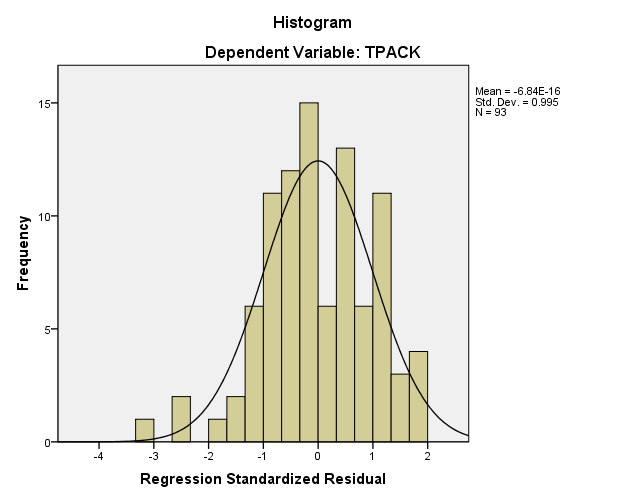 Histogram
Dependent Variable: TPACK
Mean = -6.84E-16
Std. Dev. = 0.995
N = 93
Frequency
15
10
5
0
-4 -3 -2 -1 0 1 2
Regression Standardized Residual